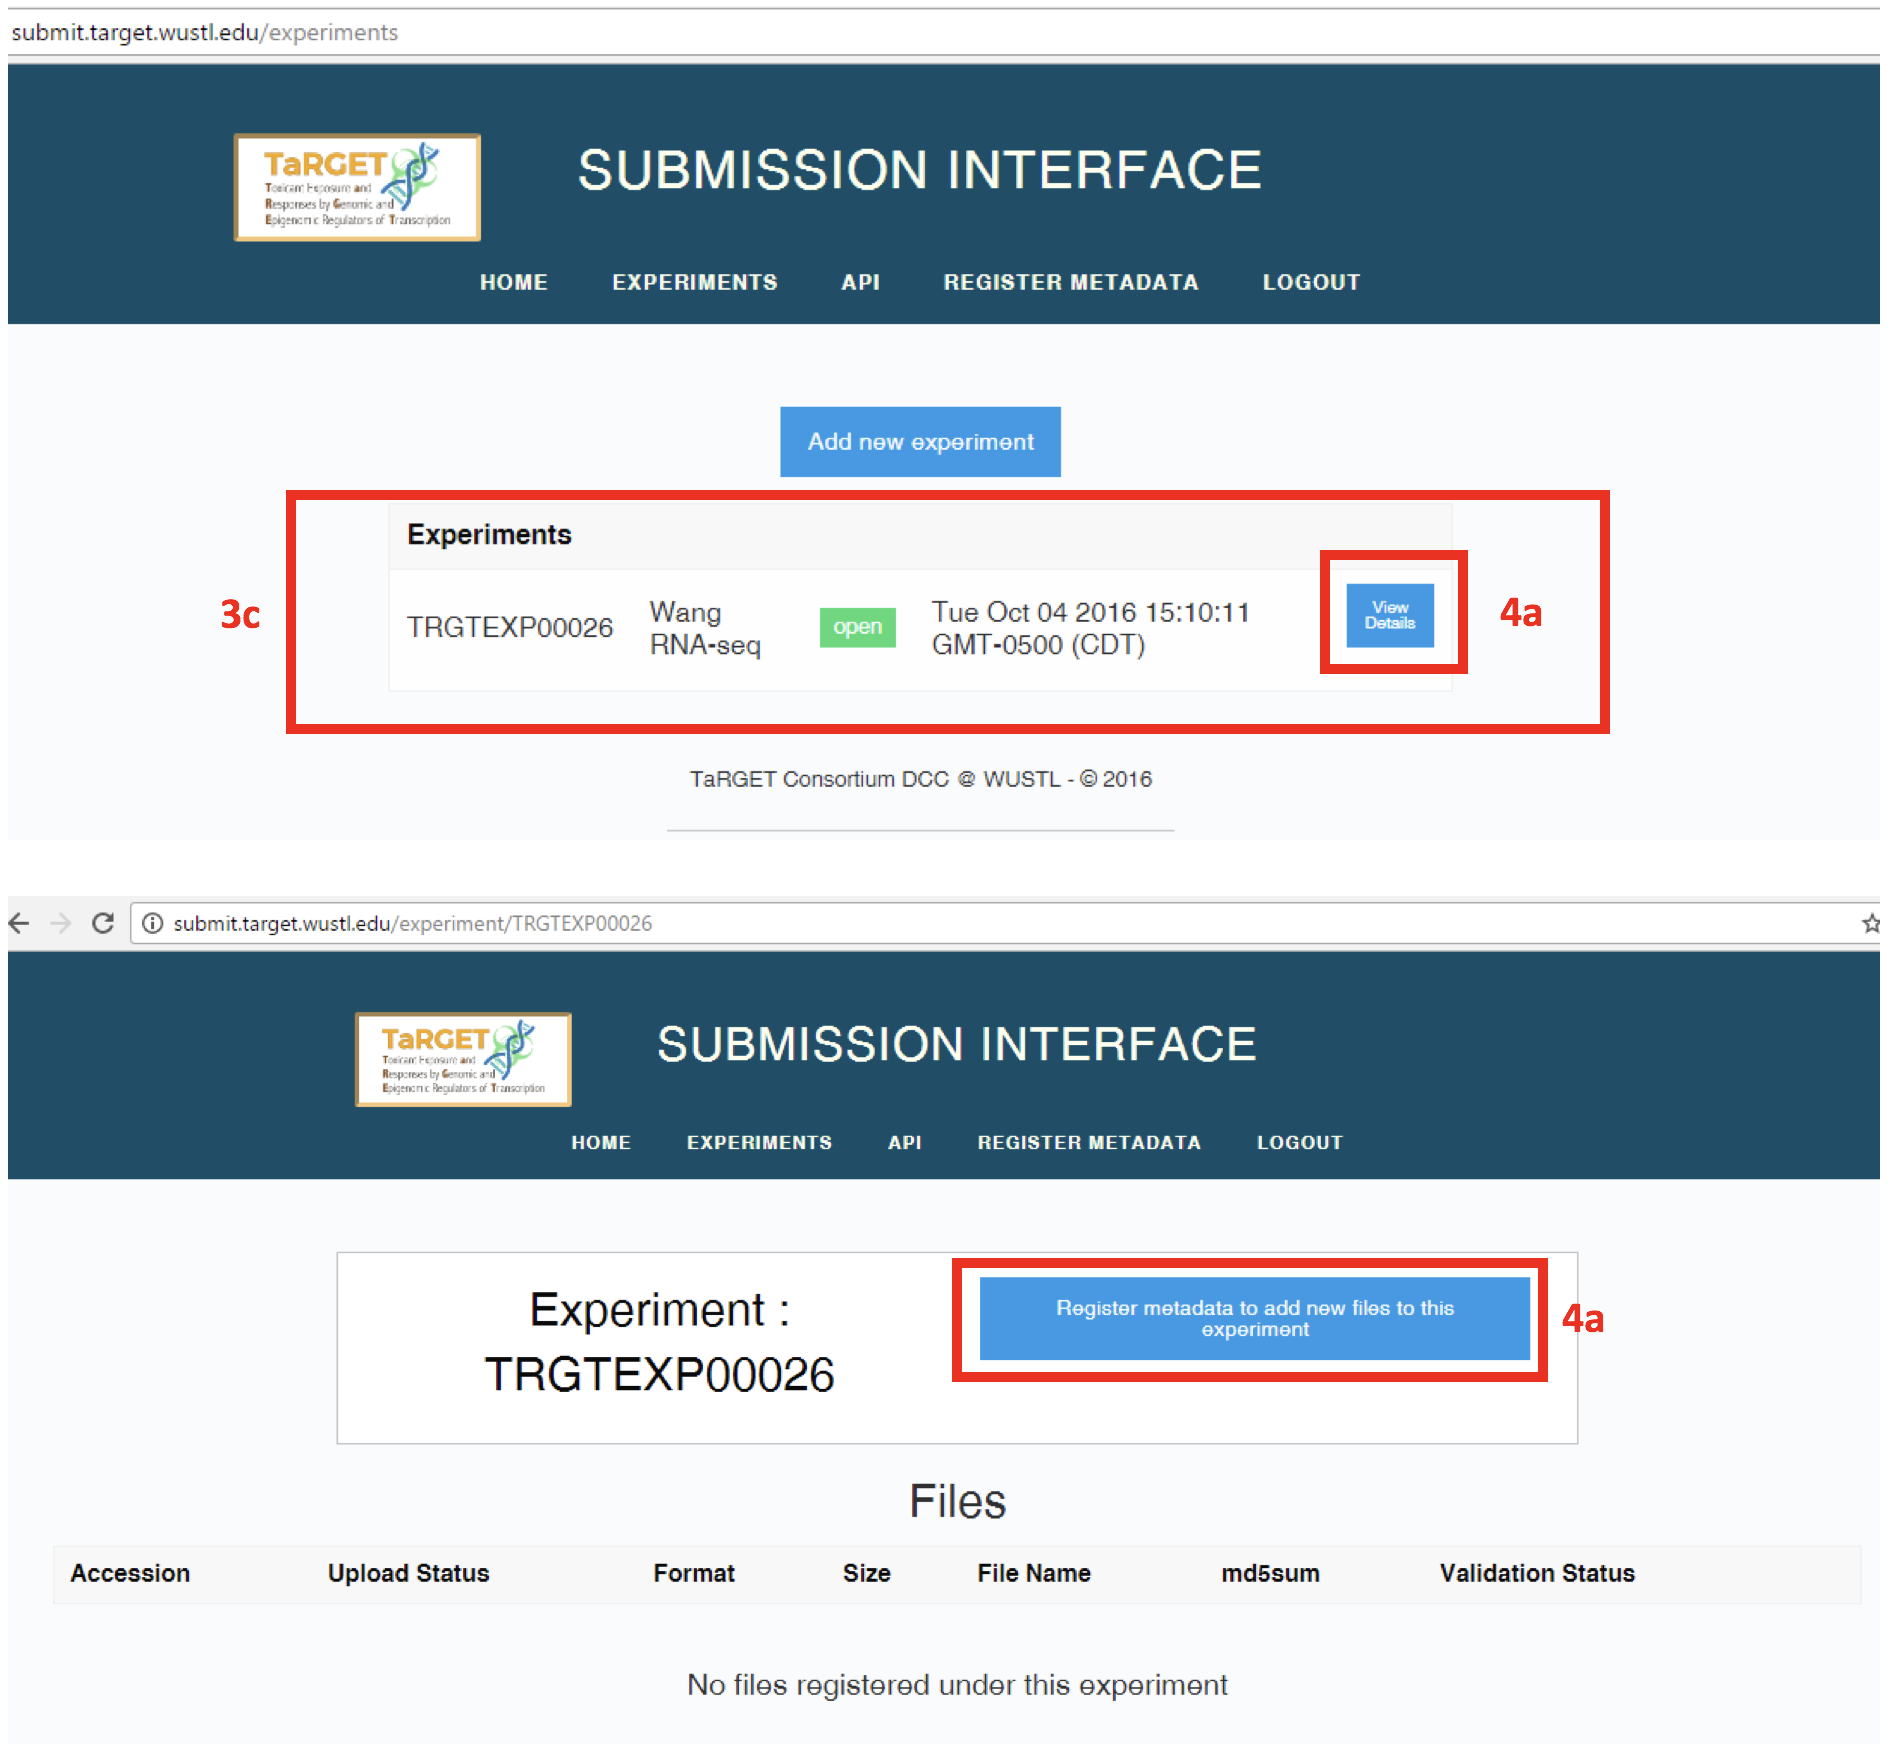 submit.target.wustl.edu/experiments
TaRGET
Toxicant Exposure and
Responses by Genomic and
Epigenomic Regulators of Transcription
SUBMISSION INTERFACE
HOME EXPERIMENTS API REGISTER METADATA LOGOUT
Add new experiment
Experiments
3c
TRGTEXP00026
Wang
RNA-seq
open
Tue Oct 04 2016 15:10:11
GMT-0500 (CDT)
View
Details
4a
TaRGET Consortium DCC @ WUSTL - © 2016
submit.target.wustl.edu/experiment/TRGTEXP00026
TaRGET
Toxicant Exposure and
Responses by Genomic and
Epigenomic Regulators of Transcription
SUBMISSION INTERFACE
HOME EXPERIMENTS API REGISTER METADATA LOGOUT
Experiment :
TRGTEXP00026
Register metadata to add new files to this
experiment
4a
Files
Accession Upload Status Format Size File Name md5sum Validation Status
No files registered under this experiment